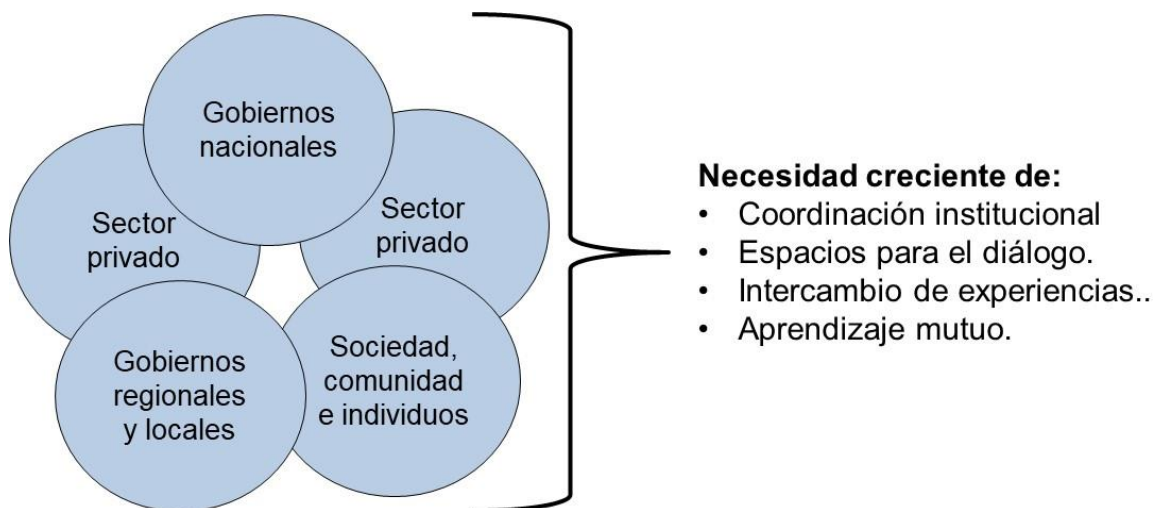 Gobiernos
nacionales
Sector
privado
Sector
privado
Gobiernos
regionales
y locales
Sociedad,
comunidad
e individuos
Necesidad creciente de:
• Coordinación institucional
• Espacios para el diálogo.
• Intercambio de experiencias..
• Aprendizaje mutuo.